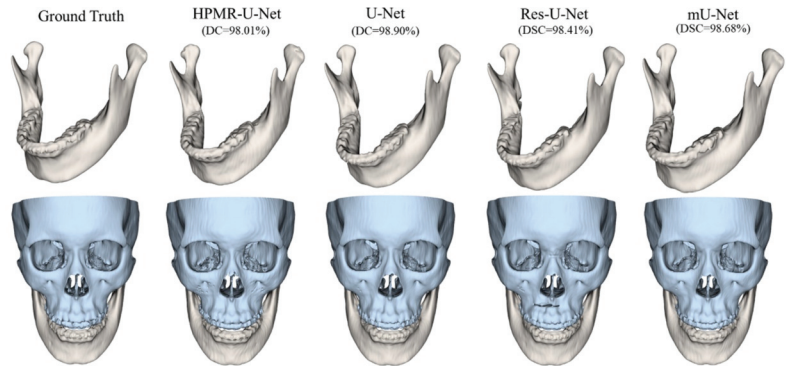 Ground Truth
HPMR-U-Net
(DC=98.01%)
U-Net
(DC=98.90%)
Res-U-Net
(DSC=98.41%)
mU-Net
(DSC=98.68%)